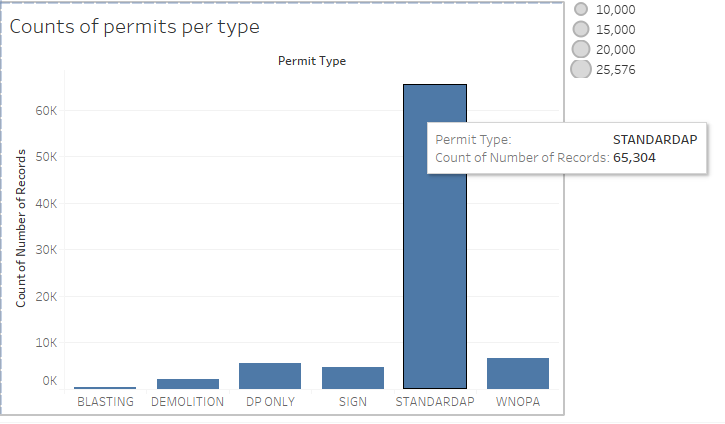 Counts of permits per type
Permit Type
Count of Number of Records
60K
50K
40K
30K
20K
10K
0K
BLASTING DEMOLITION DP ONLY SIGN STANDARDAP WNOPA
Permit Type: STANDARDAP
Count of Number of Records: 65,304
10,000
15,000
20,000
25,576